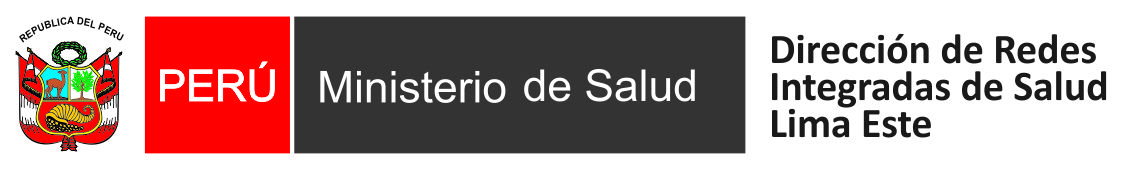 REPUBLICA DEL PERU
PERÚ
Ministerio de Salud
Dirección de Redes
Integradas de Salud
Lima Este